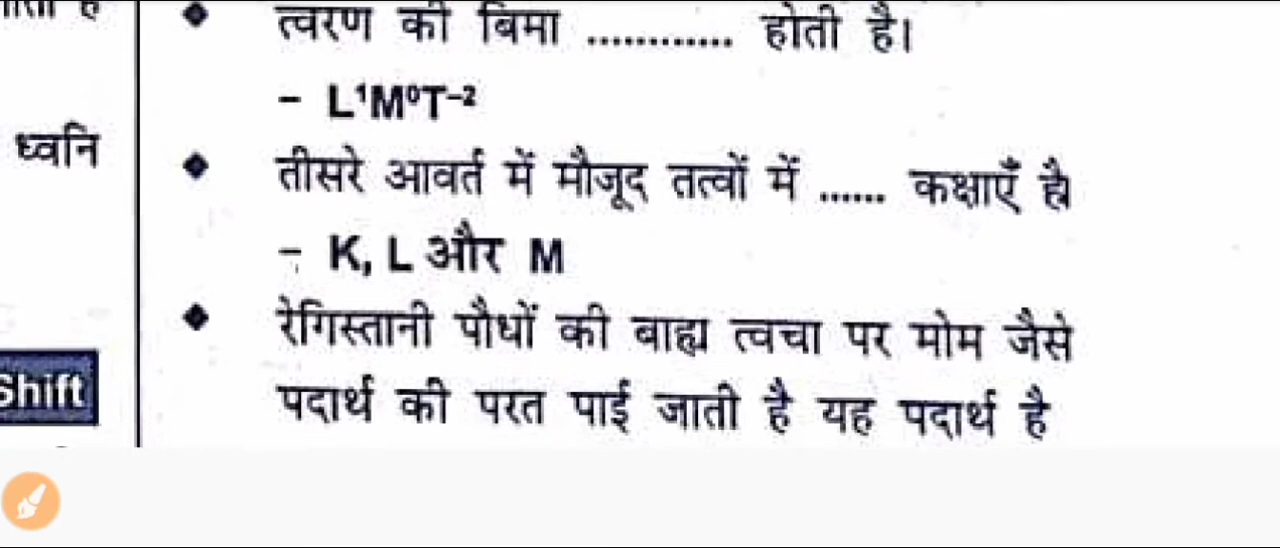 त्वरण की बिमा ............. होती है।
– L¹M⁰T⁻²
ध्वनि
तीसरे आवर्त में मौजूद तत्वों में ...... कक्षाएँ है
– K, L और M
रेगिस्तानी पौधों की बाह्य त्वचा पर मोम जैसे
Shift
पदार्थ की परत पाई जाती है यह पदार्थ है